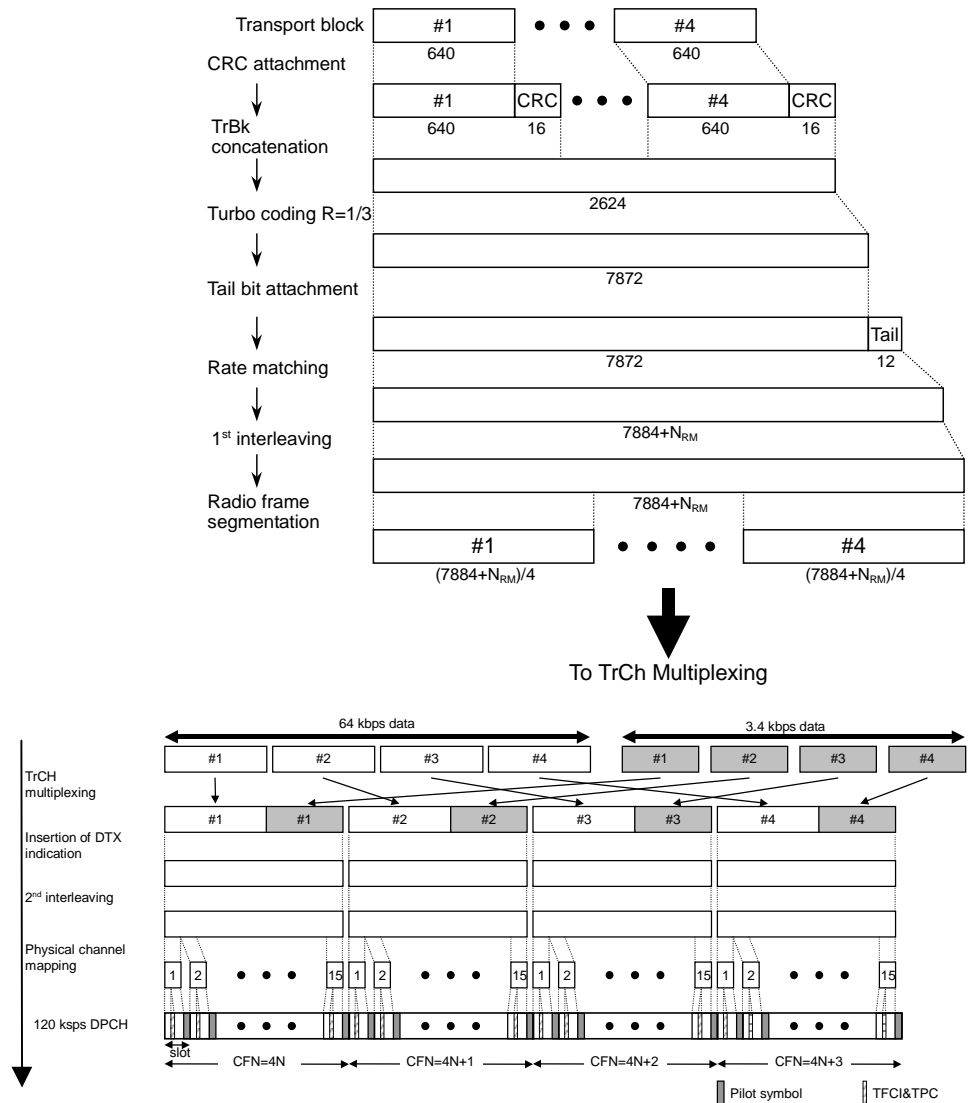 Transport block
#1
#4
640
640
CRC attachment
#1
CRC
#4
CRC
640
16
640
16
TrBk
concatenation
2624
Turbo coding R=1/3
7872
Tail bit attachment
Tail
7872
12
Rate matching
7884+NRM
1st interleaving
7884+NRM
Radio frame
segmentation
#1
#4
(7884+NRM)/4
(7884+NRM)/4
To TrCh Multiplexing
64 kbps data
3.4 kbps data
#1
#2
#3
#4
#1
#2
#3
#4
TrCH
multiplexing
#1
#1
#2
#2
#3
#3
#4
#4
Insertion of DTX
indication
2nd interleaving
Physical channel
mapping
1
2
15
1
2
15
1
2
15
1
2
15
120 ksps DPCH
slot
CFN=4N
CFN=4N+1
CFN=4N+2
CFN=4N+3
Pilot symbol
TFCI&TPC